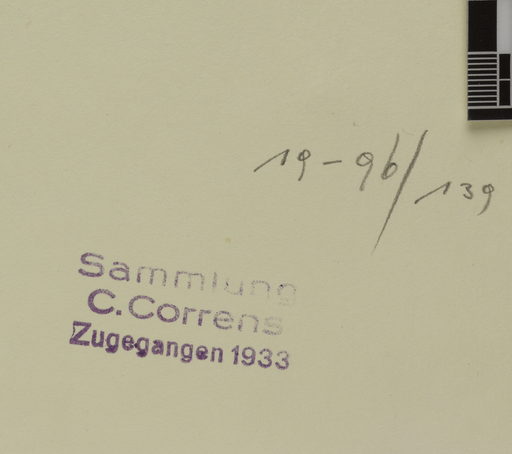 19-96/139
Sammlung
C. Correns
Zugegangen 1933